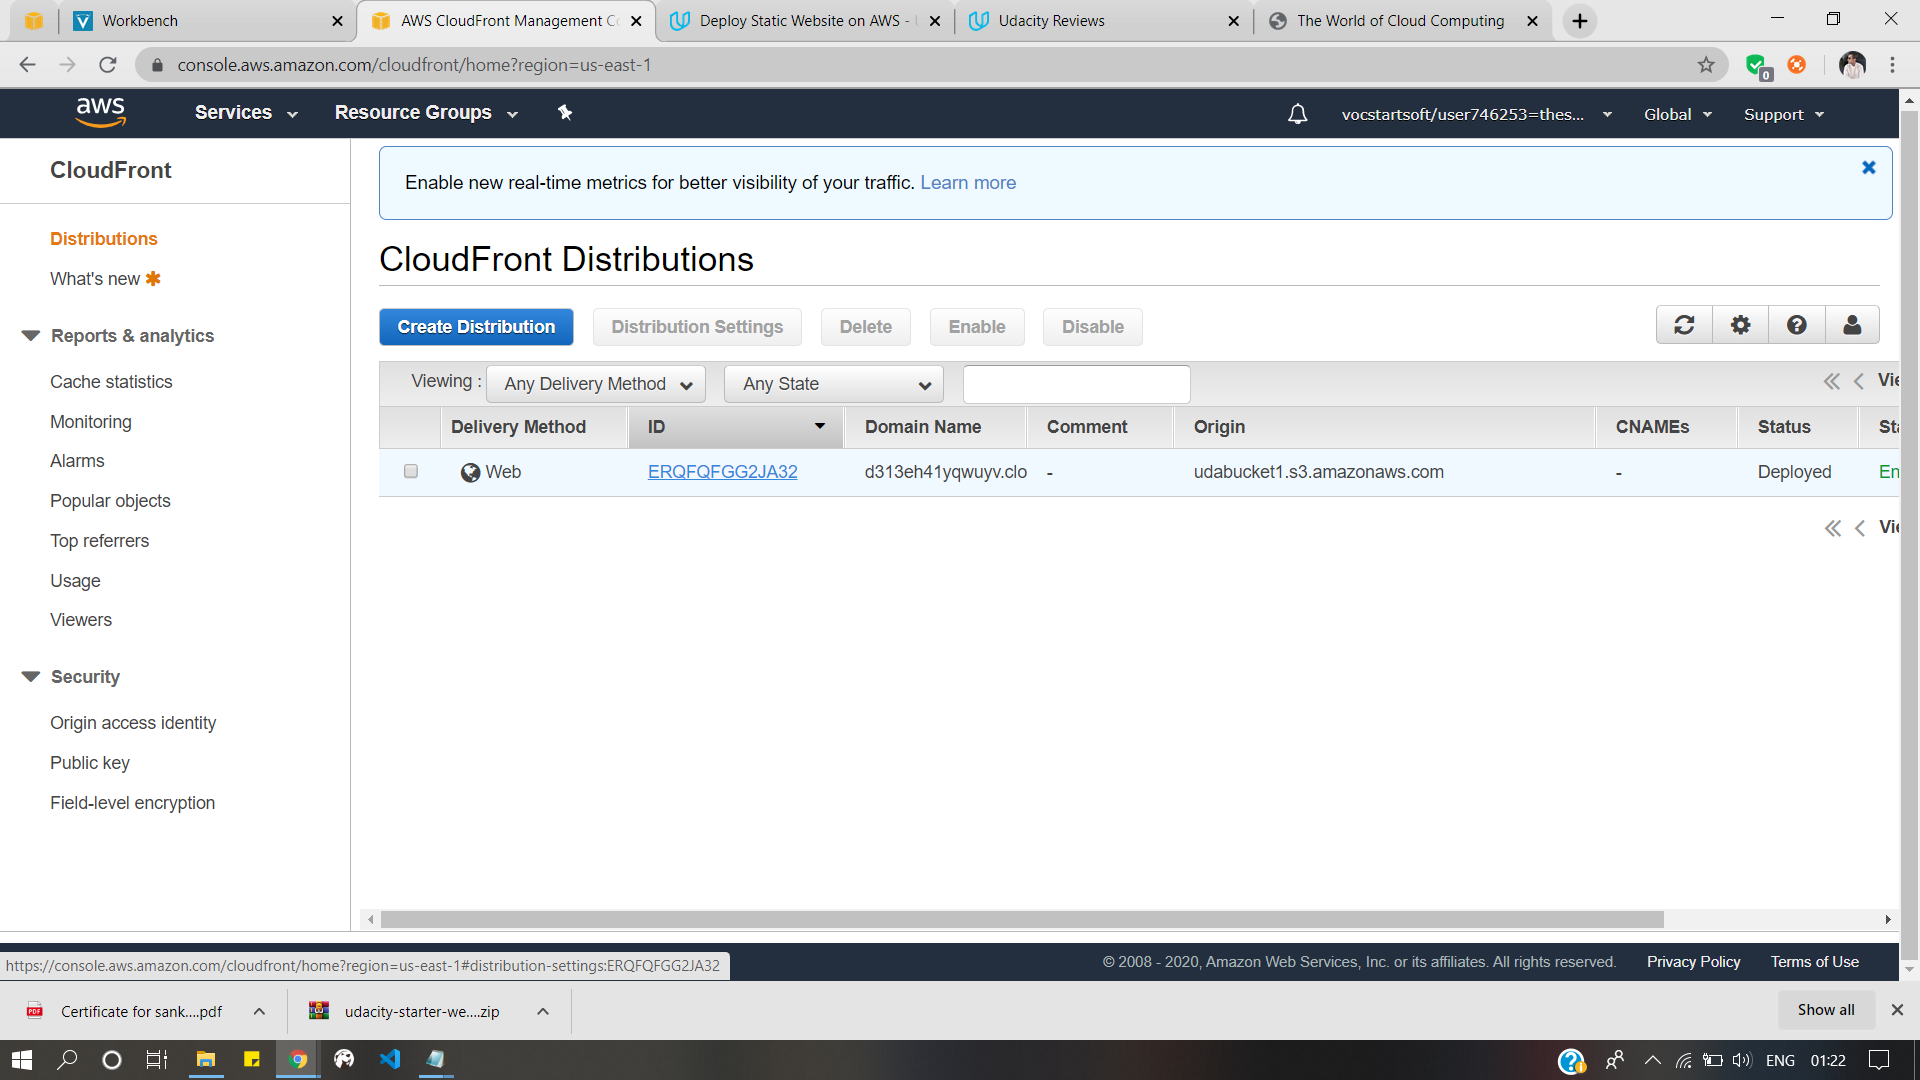 Workbench
AWS CloudFront Management Co
Deploy Static Website on AWS -
Udacity Reviews
The World of Cloud Computing
console.aws.amazon.com/cloudfront/home?region=us-east-1
0
aws
Services
Resource Groups
vocstartsoft/user746253=thes...
Global
Support
CloudFront
Distributions
What's new
Reports & analytics
Cache statistics
Monitoring
Alarms
Popular objects
Top referrers
Usage
Viewers
Security
Origin access identity
Public key
Field-level encryption
Enable new real-time metrics for better visibility of your traffic. Learn more
CloudFront Distributions
Create Distribution
Distribution Settings
Delete
Enable
Disable
Viewing :
Any Delivery Method
Any State
Vie
Delivery Method
ID
Domain Name
Comment
Origin
CNAMEs
Status
Sta
Web
ERQFQFGG2JA32
d313eh41yqwuyv.clo
-
udabucket1.s3.amazonaws.com
-
Deployed
En
Vie
https://console.aws.amazon.com/cloudfront/home?region=us-east-1#distribution-settings:ERQFQFGG2JA32
© 2008 - 2020, Amazon Web Services, Inc. or its affiliates. All rights reserved.
Privacy Policy
Terms of Use
PDF
Certificate for sank....pdf
udacity-starter-we....zip
Show all
ENG
01:22